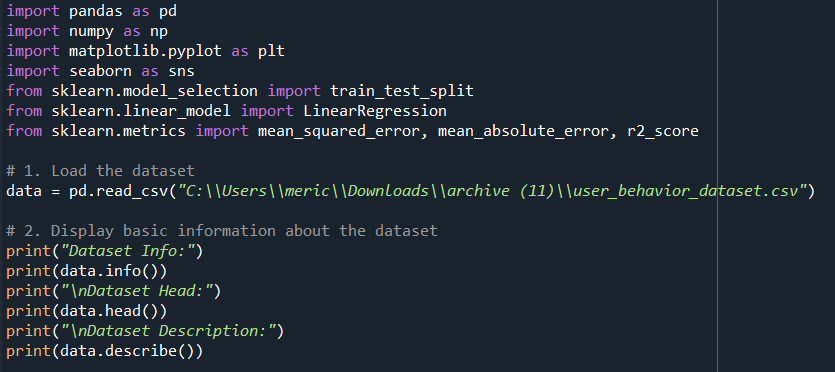 import pandas as pd
import numpy as np
import matplotlib.pyplot as plt
import seaborn as sns
from sklearn.model_selection import train_test_split
from sklearn.linear_model import LinearRegression
from sklearn.metrics import mean_squared_error, mean_absolute_error, r2_score

# 1. Load the dataset
data = pd.read_csv("C:\\Users\\meric\\Downloads\\archive (11)\\user_behavior_dataset.csv")

# 2. Display basic information about the dataset
print("Dataset Info:")
print(data.info())
print("\nDataset Head:")
print(data.head())
print("\nDataset Description:")
print(data.describe())